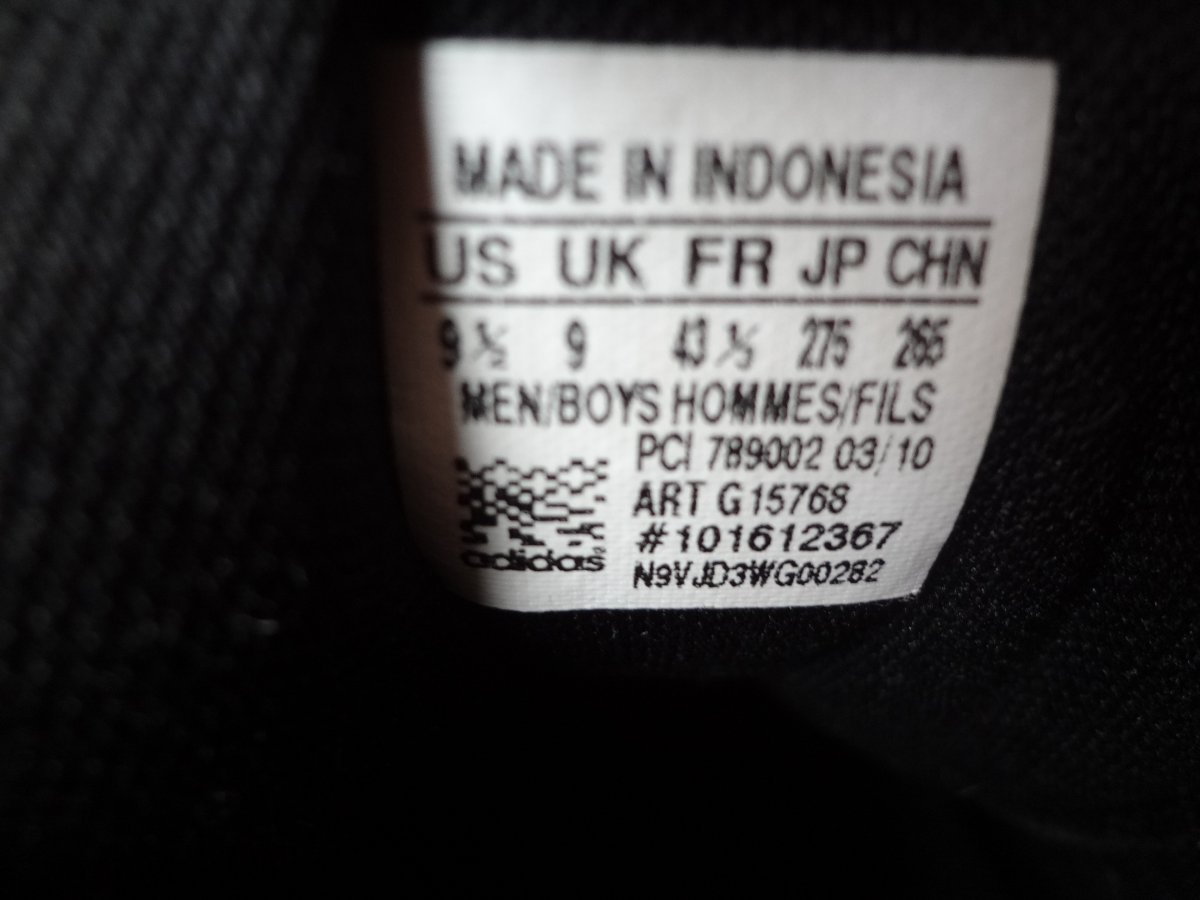 MADE IN INDONESIA
US UK FR JP CHN
9 ½ 9 43 ⅓ 275 265
MEN/BOYS HOMMES/FILS
PCI 789002 03/10
ART G15768
#101612367
adidas N9VJD3WG00282